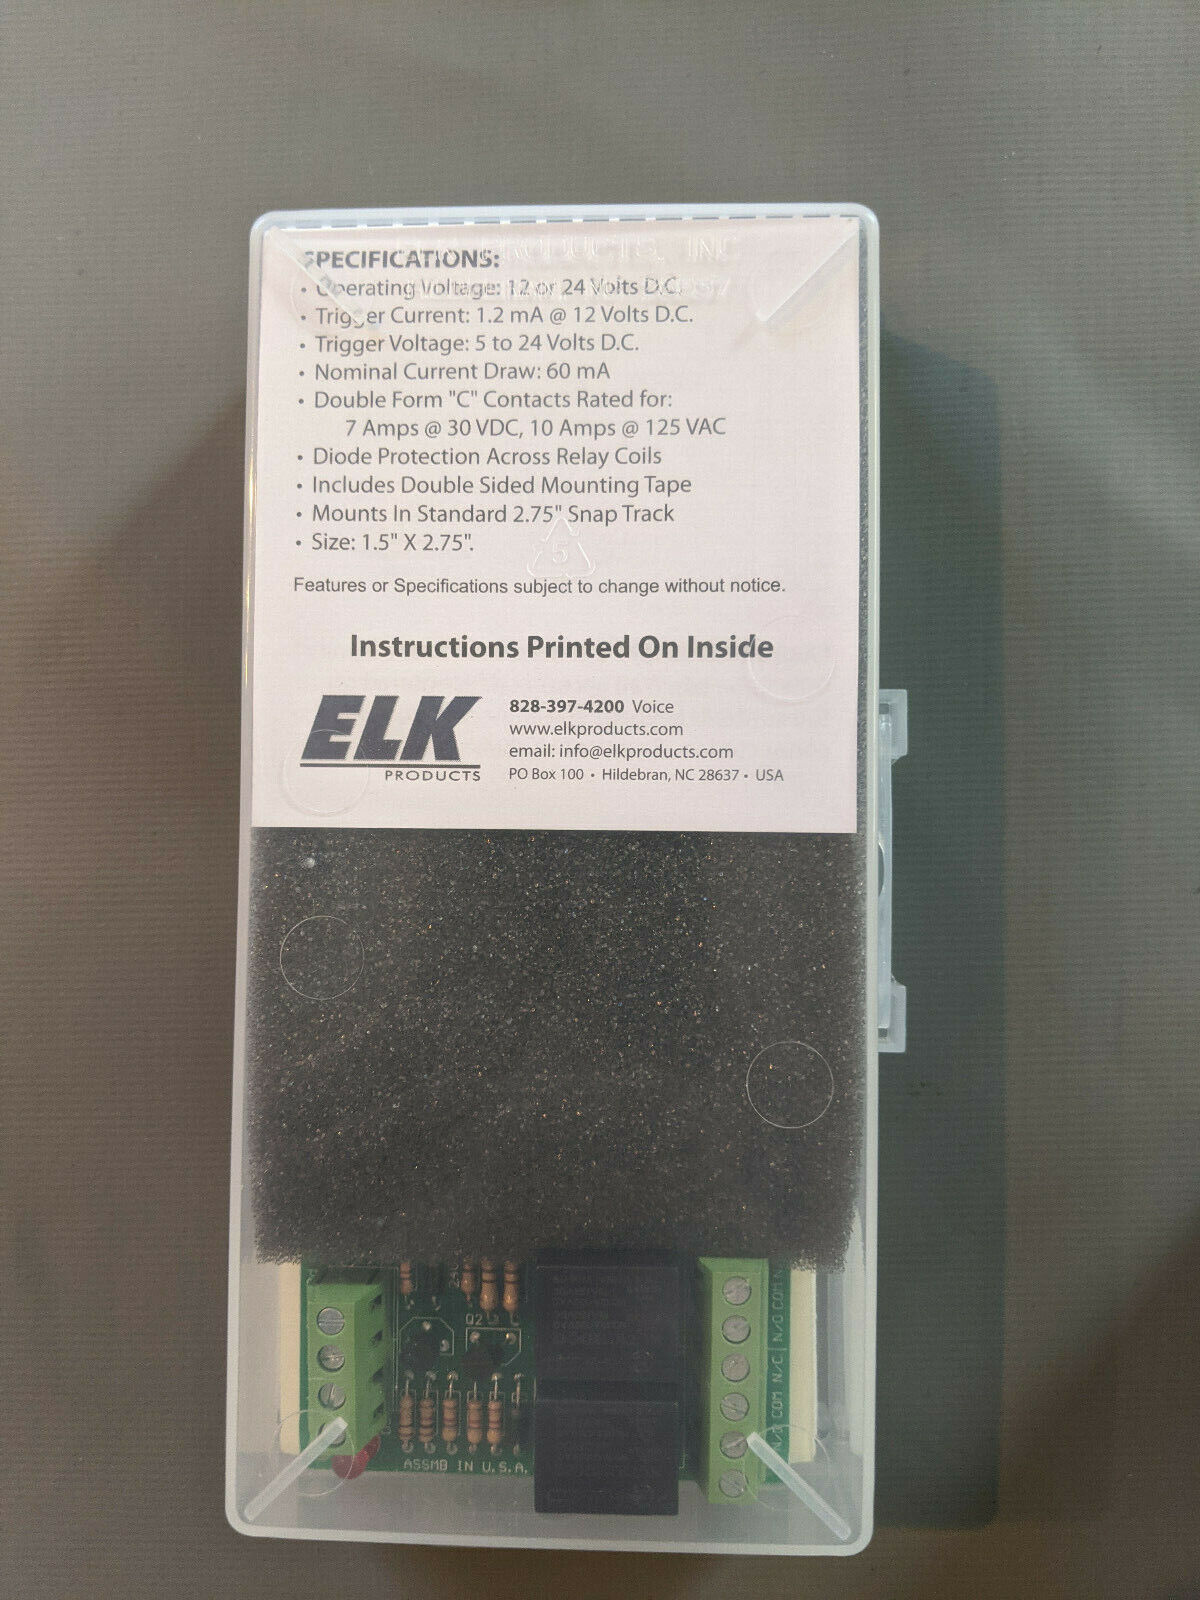 ELK PRODUCTS, INC
SPECIFICATIONS:
• Operating Voltage: 12 or 24 Volts D.C.
• Trigger Current: 1.2 mA @ 12 Volts D.C.
• Trigger Voltage: 5 to 24 Volts D.C.
• Nominal Current Draw: 60 mA
• Double Form "C" Contacts Rated for:
7 Amps @ 30 VDC, 10 Amps @ 125 VAC
• Diode Protection Across Relay Coils
• Includes Double Sided Mounting Tape
• Mounts In Standard 2.75" Snap Track
• Size: 1.5" X 2.75".
5
Features or Specifications subject to change without notice.
Instructions Printed On Inside
ELK
PRODUCTS
828-397-4200 Voice
www.elkproducts.com
email: info@elkproducts.com
PO Box 100 • Hildebran, NC 28637 • USA
Q2
ASSMB IN U.S.A.
COM N/C | N/O COM